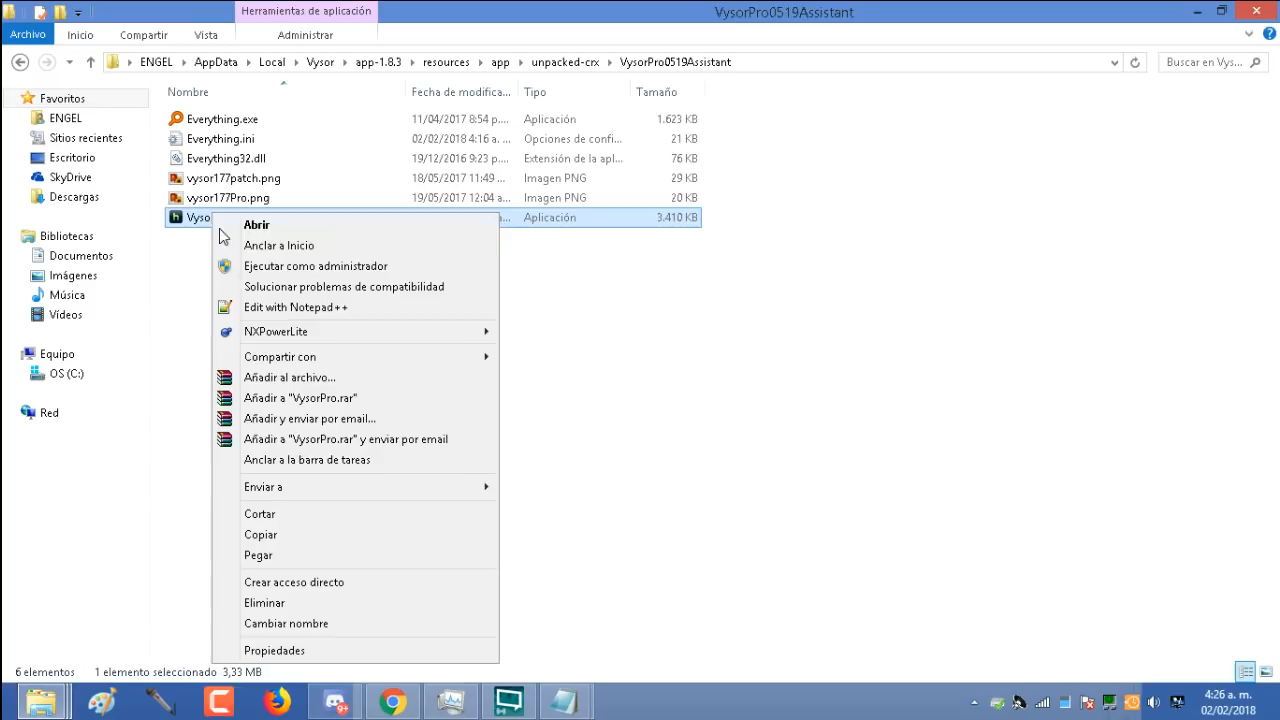 Herramientas de aplicación
VysorPro0519Assistant
Archivo Inicio Compartir Vista Administrar
ENGEL AppData Local Vysor app-1.8.3 resources app unpacked-crx VysorPro0519Assistant
Buscar en Vys...
Favoritos
ENGEL
Sitios recientes
Escritorio
SkyDrive
Descargas
Bibliotecas
Documentos
Imágenes
Música
Vídeos
Equipo
OS (C:)
Red
Nombre Fecha de modifica... Tipo Tamaño
Everything.exe 11/04/2017 8:54 p.... Aplicación 1.623 KB
Everything.ini 02/02/2018 4:16 a. ... Opciones de confi... 21 KB
Everything32.dll 19/12/2016 9:23 p.... Extensión de la apl... 76 KB
vysor177patch.png 18/05/2017 11:49 ... Imagen PNG 29 KB
vysor177Pro.png 19/05/2017 12:04 a... Imagen PNG 20 KB
Vyso a... Aplicación 3.410 KB
Abrir
Anclar a Inicio
Ejecutar como administrador
Solucionar problemas de compatibilidad
Edit with Notepad++
NXPowerLite
Compartir con
Añadir al archivo...
Añadir a "VysorPro.rar"
Añadir y enviar por email...
Añadir a "VysorPro.rar" y enviar por email
Anclar a la barra de tareas
Enviar a
Cortar
Copiar
Pegar
Crear acceso directo
Eliminar
Cambiar nombre
Propiedades
6 elementos 1 elemento seleccionado 3,33 MB
4:26 a. m.
02/02/2018